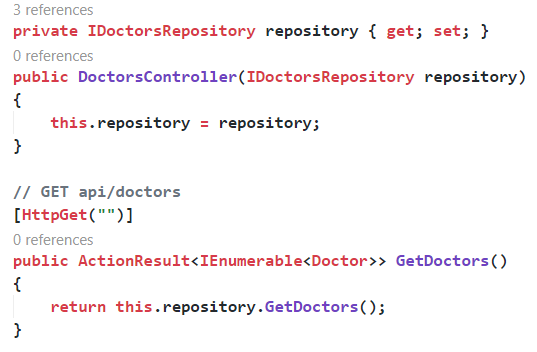 3 references
private IDoctorsRepository repository { get; set; }
0 references
public DoctorsController(IDoctorsRepository repository)
{
    this.repository = repository;
}

// GET api/doctors
[HttpGet("")]
0 references
public ActionResult<IEnumerable<Doctor>> GetDoctors()
{
    return this.repository.GetDoctors();
}